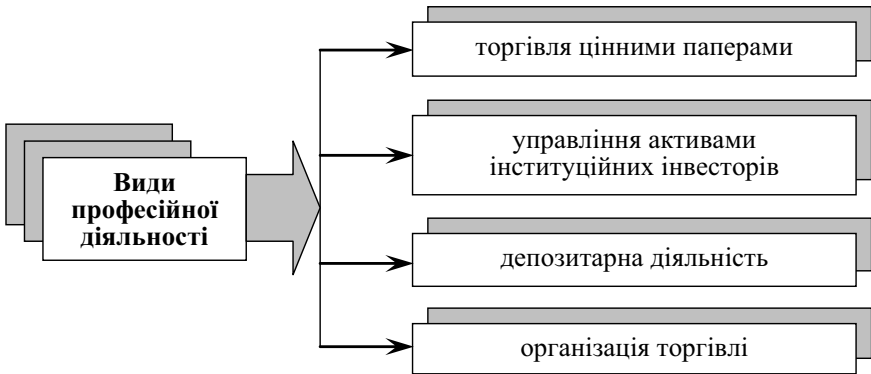 торгівля цінними паперами
управління активами
інституційних інвесторів
Види
професійної
діяльності
депозитарна діяльність
організація торгівлі